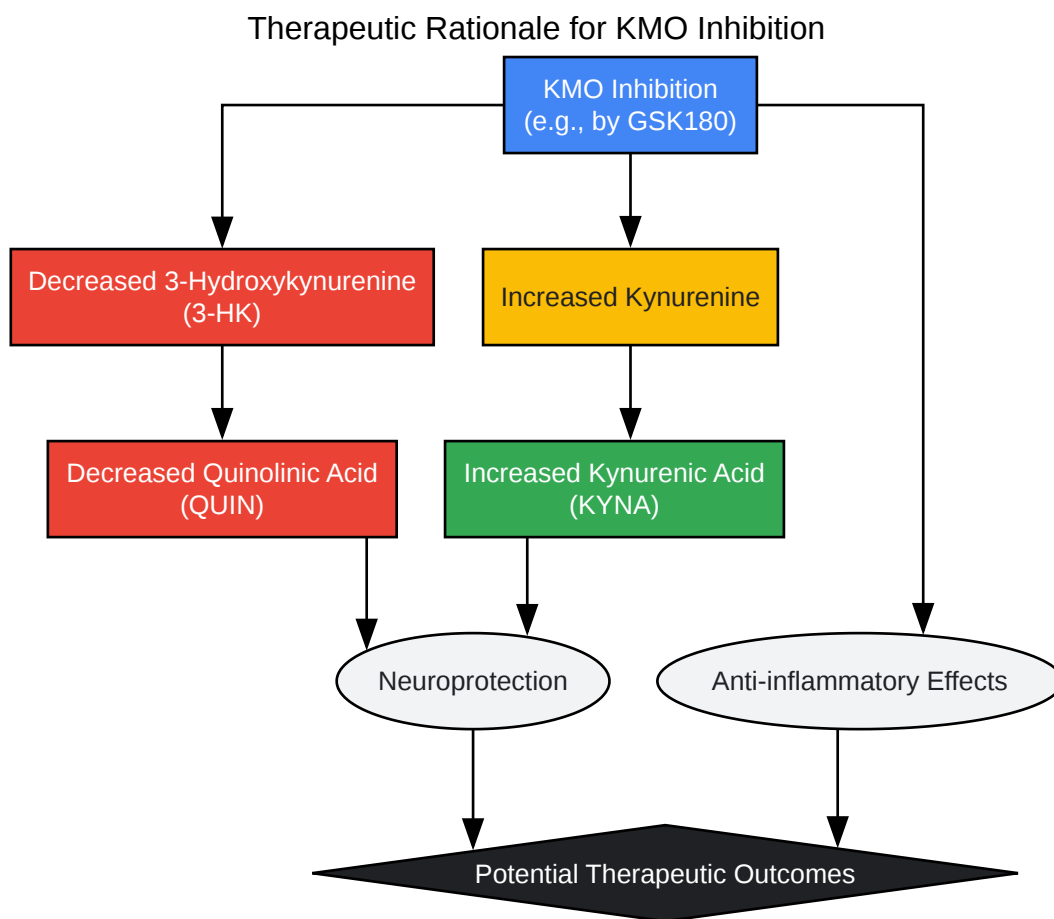 Therapeutic Rationale for KMO Inhibition
KMO Inhibition
(e.g., by GSK180)
Decreased 3-Hydroxykynurenine
(3-HK)
Increased Kynurenine
Decreased Quinolinic Acid
(QUIN)
Increased Kynurenic Acid
(KYNA)
Neuroprotection
Anti-inflammatory Effects
Potential Therapeutic Outcomes